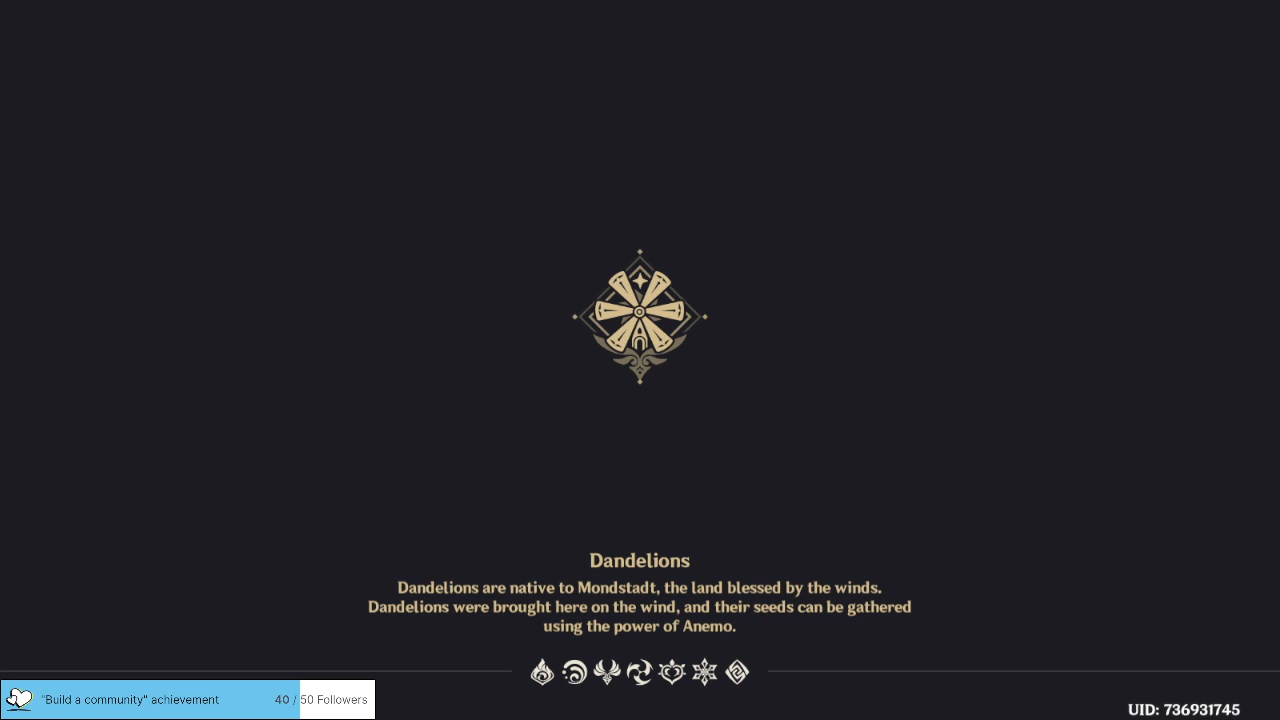 Dandelions
Dandelions are native to Mondstadt, the land blessed by the winds.
Dandelions were brought here on the wind, and their seeds can be gathered
using the power of Anemo.
"Build a community" achievement 40 / 50 Followers
UID: 736931745